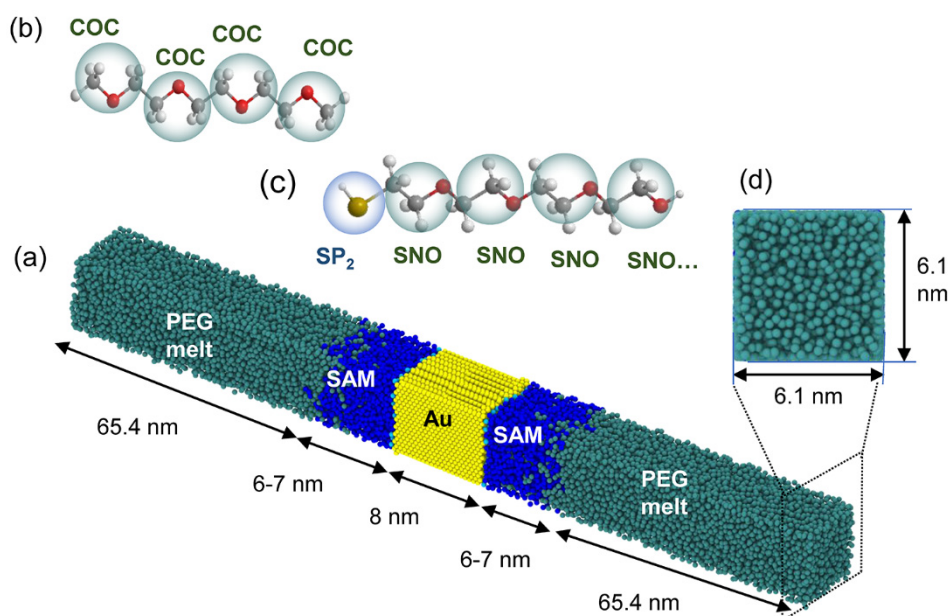 (b)
COC
COC
COC
COC
(c)
SP₂
SNO
SNO
SNO
SNO...
(d)
6.1
nm
6.1 nm
(a)
PEG
melt
SAM
Au
SAM
PEG
melt
65.4 nm
6-7 nm
8 nm
6-7 nm
65.4 nm